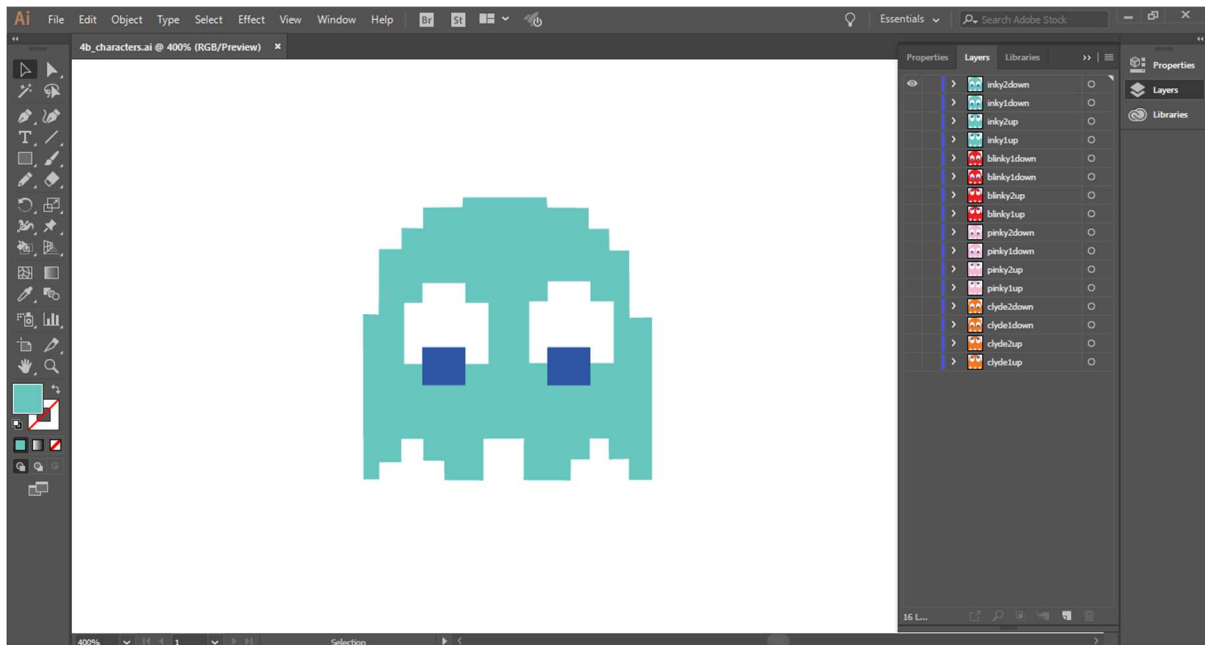 Ai File Edit Object Type Select Effect View Window Help Br St Essentials Search Adobe Stock
4b_characters.ai @ 400% (RGB/Preview) ×
Properties Layers Libraries
Properties
Layers
Libraries
inky2down
inky1down
inky2up
inky1up
blinky1down
blinky1down
blinky2up
blinky1up
pinky2down
pinky1down
pinky2up
pinky1up
clyde2down
clyde1down
clyde2up
clyde1up
16 L...
400% 1 Selection